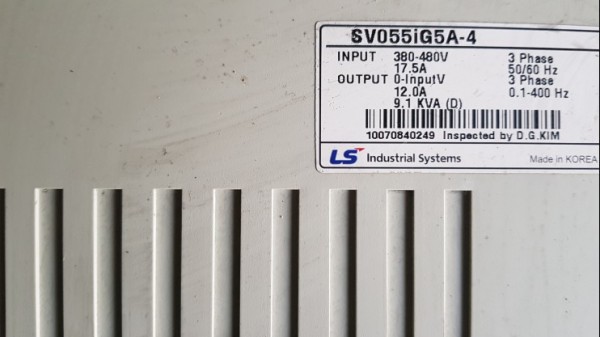 SV055iG5A-4
INPUT 380-480V 3 Phase
17.5A 50/60 Hz
OUTPUT 0-InputV 3 Phase
12.0A 0.1-400 Hz
9.1 KVA (D)
10070840249 Inspected by D.G.KIM
LS Industrial Systems Made in KOREA